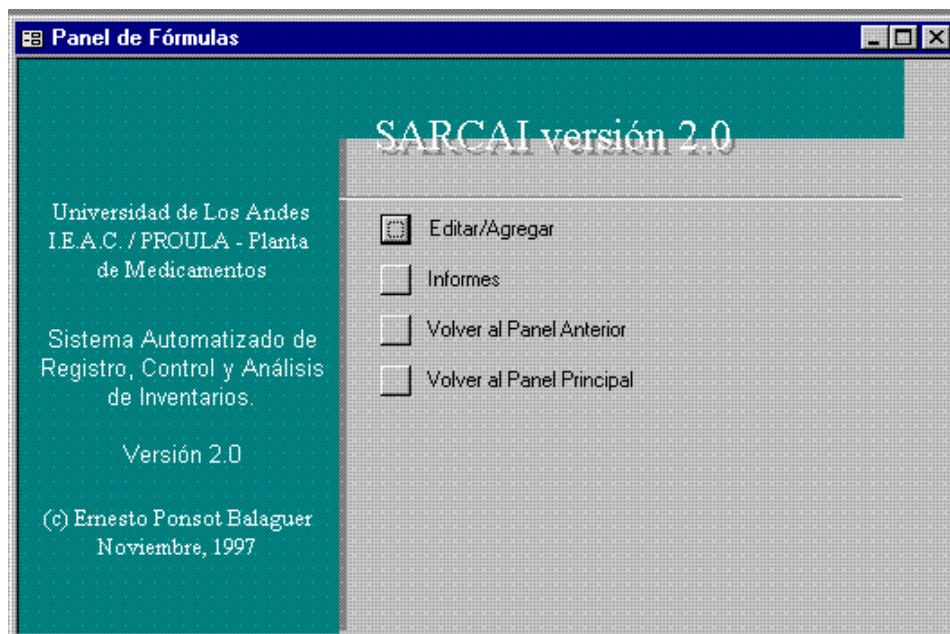 Panel de Fórmulas
SARCAI versión 2.0
Universidad de Los Andes
I.E.A.C. / PROULA - Planta
de Medicamentos
Sistema Automatizado de
Registro, Control y Análisis
de Inventarios.
Versión 2.0
(c) Ernesto Ponsot Balaguer
Noviembre, 1997
Editar/Agregar
Informes
Volver al Panel Anterior
Volver al Panel Principal